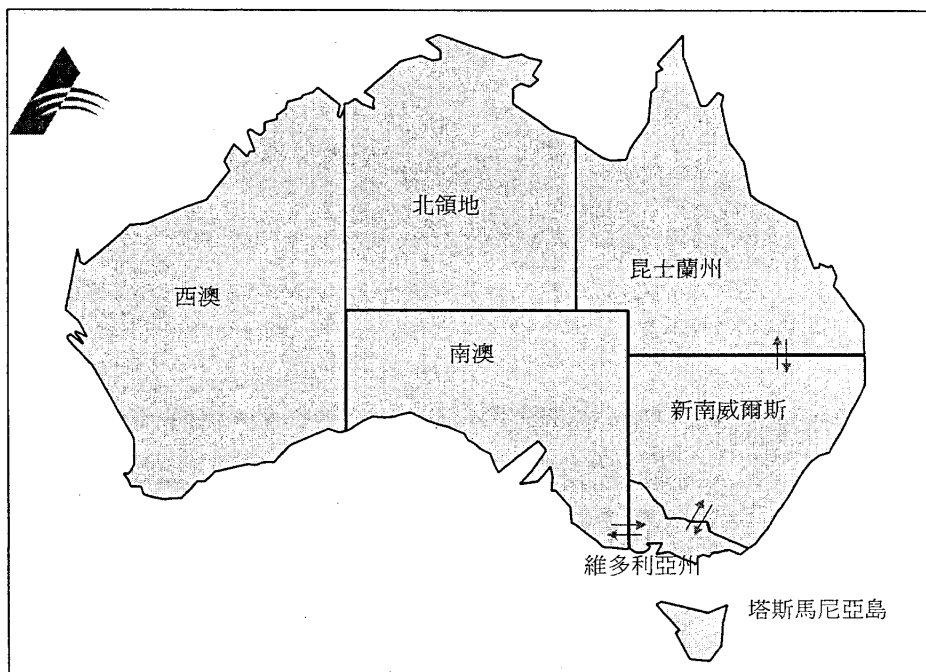 北領地
昆士蘭州
西澳
南澳
新南威爾斯
維多利亞州
塔斯馬尼亞島